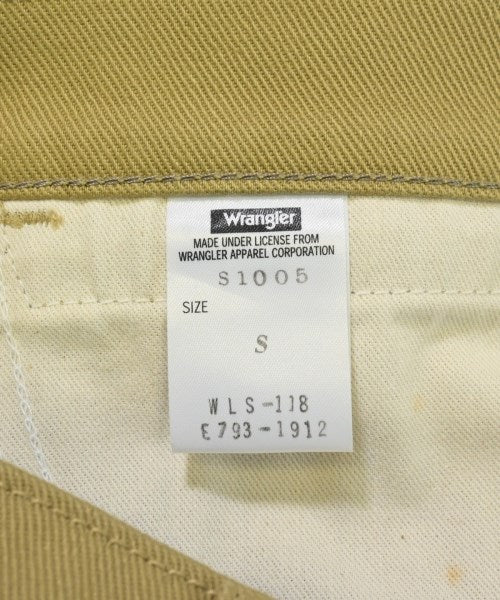 Wrangler
MADE UNDER LICENSE FROM
WRANGLER APPAREL CORPORATION
S1005
SIZE
S
WLS-118
E793-1912